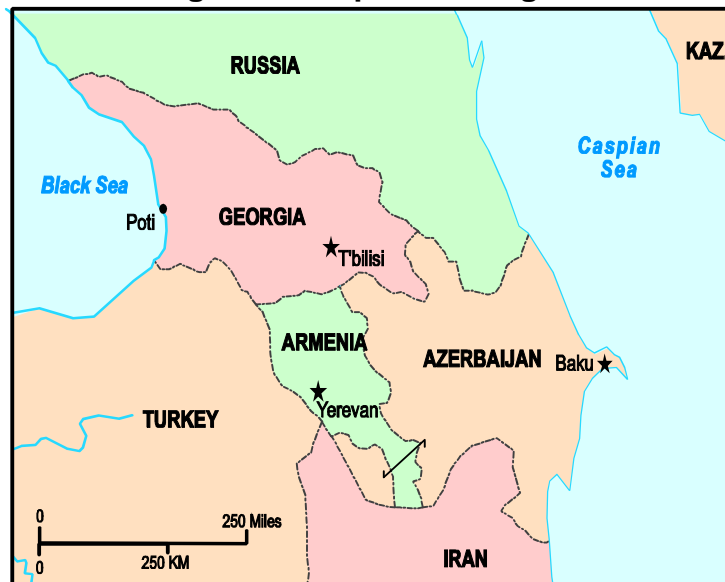 RUSSIA
KAZ
Caspian
Sea
Black Sea
Poti
GEORGIA
T'bilisi
ARMENIA
AZERBAIJAN
Baku
Yerevan
TURKEY
0
250 Miles
0
250 KM
IRAN